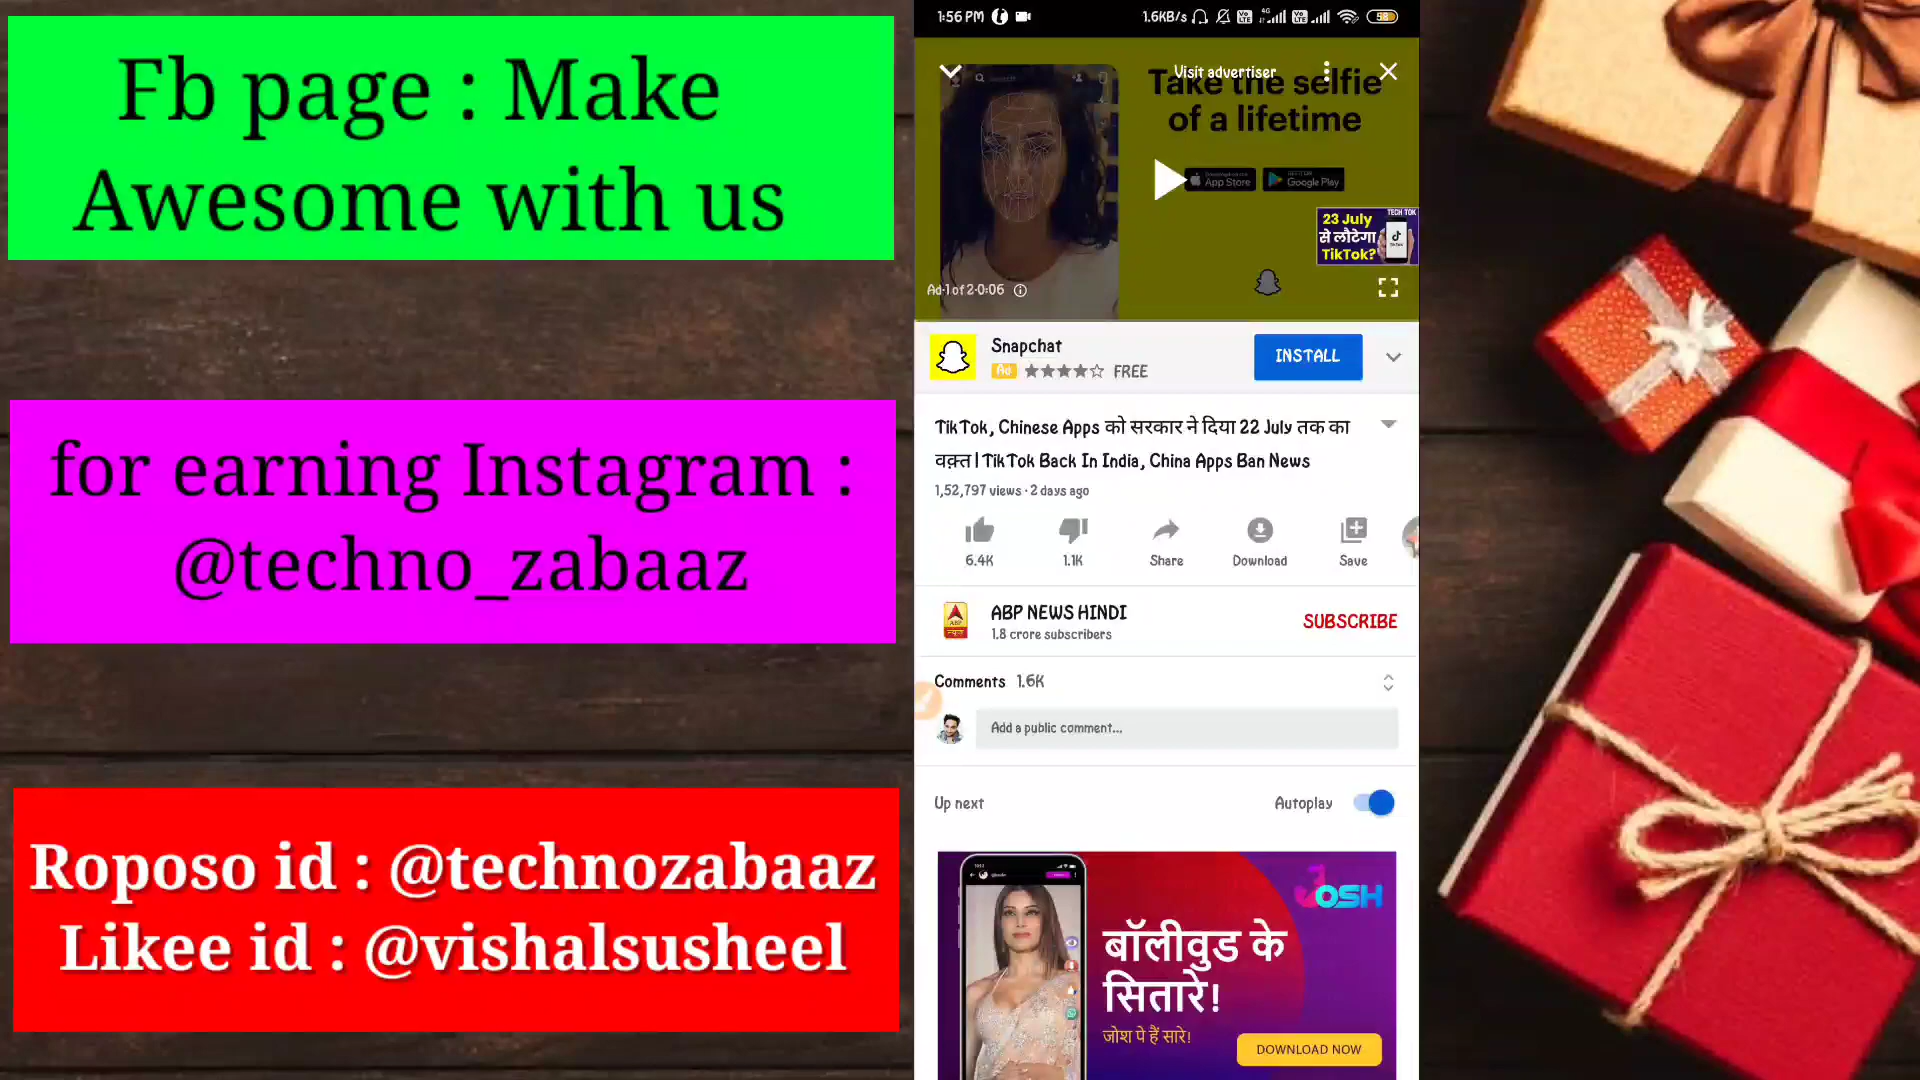 Fb page : Make
Awesome with us
for earning Instagram :
@techno_zabaaz
Roposo id : @technozabaaz
Likee id : @vishalsusheel
1:56 PM
1.6KB/s
4G
58
Visit advertiser
Take the selfie
of a lifetime
App Store
Google Play
TECH TOK
23 July
से लौटेगा
TikTok?
Ad·1 of 2·0:06
Snapchat
Ad
FREE
INSTALL
TikTok, Chinese Apps को सरकार ने दिया 22 July तक का
वक़्त | TikTok Back In India, China Apps Ban News
1,52,797 views · 2 days ago
6.4K
1.1K
Share
Download
Save
ABP NEWS HINDI
1.8 crore subscribers
SUBSCRIBE
Comments 1.6K
Add a public comment...
Up next
Autoplay
JOSH
बॉलीवुड के
सितारे!
जोश पे हैं सारे!
DOWNLOAD NOW